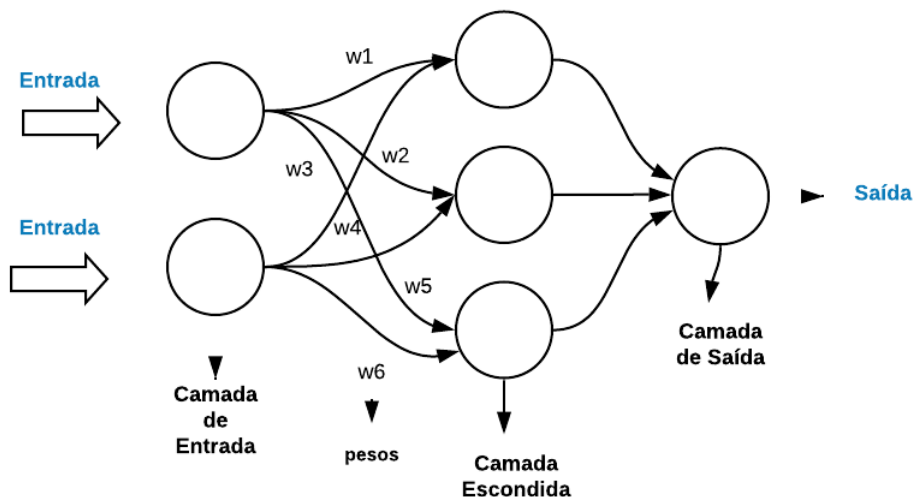 Entrada
w1
w2
w3
Saída
Entrada
w4
w5
w6
Camada
de Saída
Camada
de
Entrada
pesos
Camada
Escondida